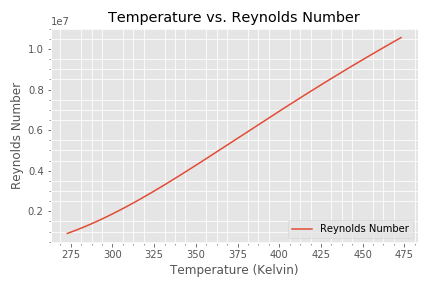 Temperature vs. Reynolds Number
1e7
1.0
0.8
0.6
0.4
0.2
Reynolds Number
Reynolds Number
275 300 325 350 375 400 425 450 475
Temperature (Kelvin)